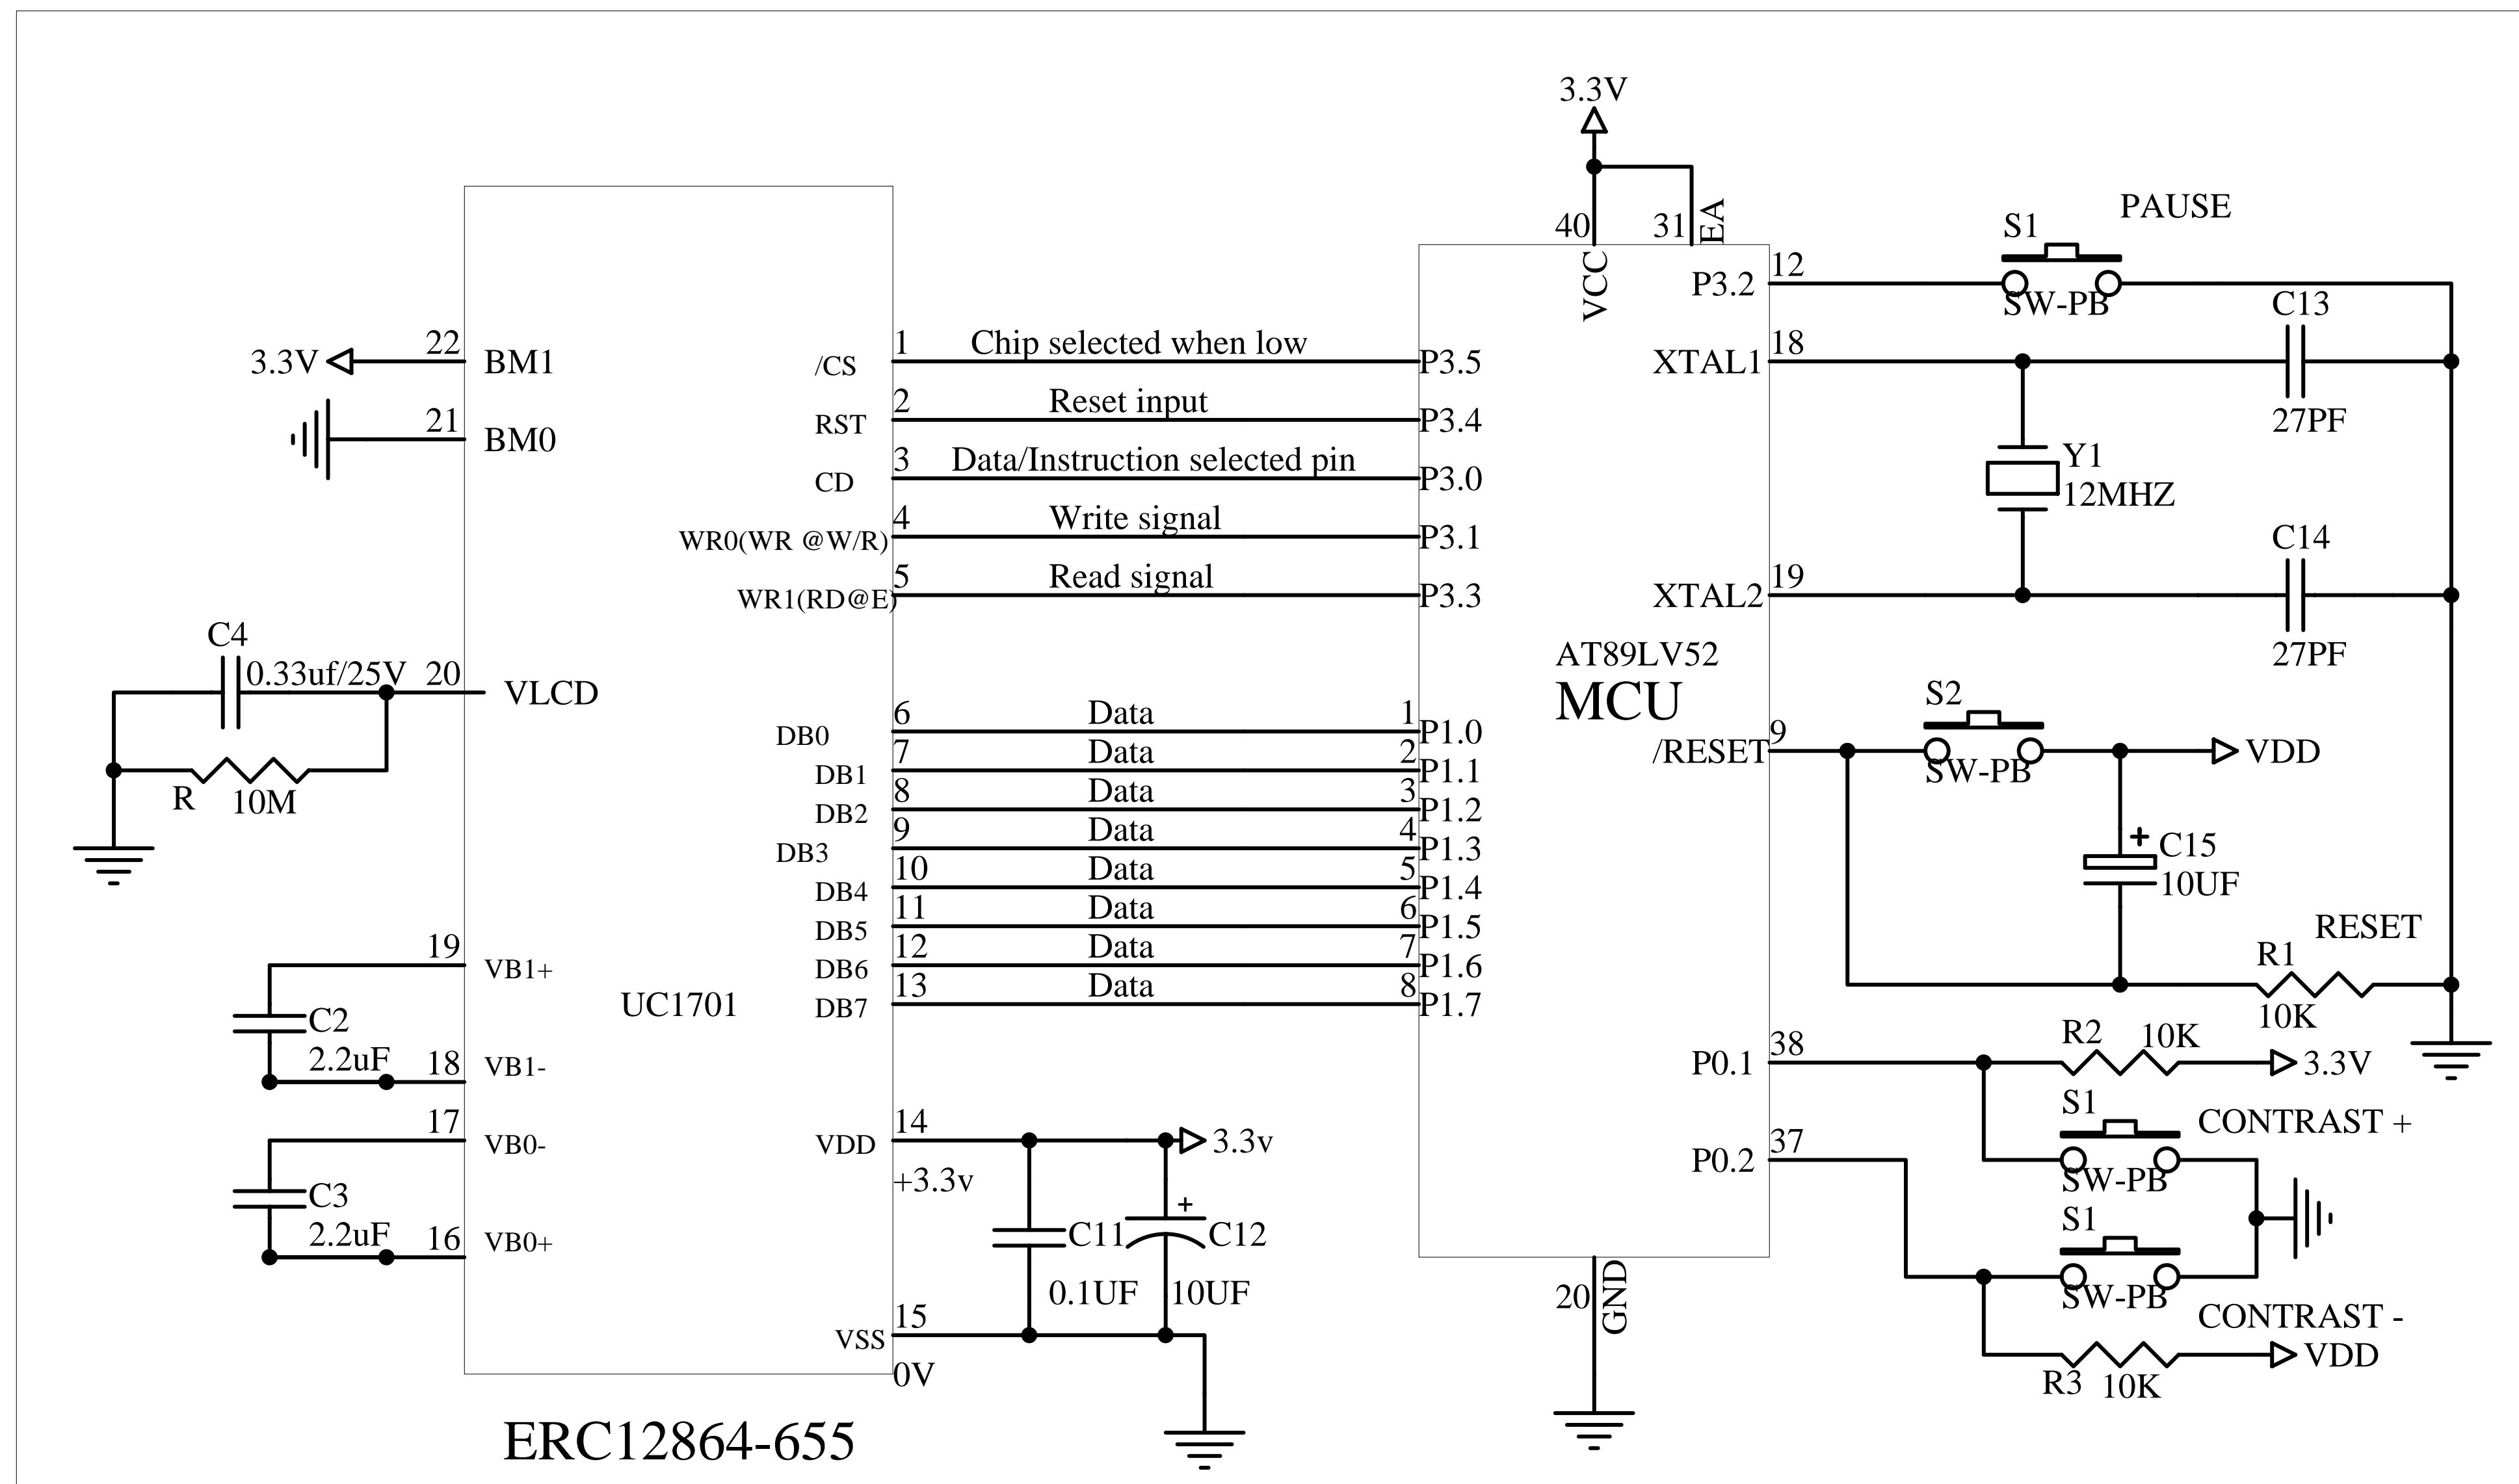 3.3V
40
VCC
31
EA
PAUSE
S1
SW-PB
12
P3.2
C13
27PF
18
XTAL1
Y1
12MHZ
C14
27PF
19
XTAL2
3.3V
22
BM1
21
BM0
/CS
1
Chip selected when low
P3.5
RST
2
Reset input
P3.4
CD
3
Data/Instruction selected pin
P3.0
WR0(WR @W/R)
4
Write signal
P3.1
WR1(RD@E)
5
Read signal
P3.3
C4
0.33uf/25V
20
VLCD
R
10M
AT89LV52
MCU
DB0
6
Data
1
P1.0
DB1
7
Data
2
P1.1
DB2
8
Data
3
P1.2
DB3
9
Data
4
P1.3
DB4
10
Data
5
P1.4
DB5
11
Data
6
P1.5
DB6
12
Data
7
P1.6
DB7
13
Data
8
P1.7
/RESET
9
S2
SW-PB
VDD
C15
+
10UF
RESET
R1
10K
19
VB1+
C2
2.2uF
18
VB1-
UC1701
17
VB0-
C3
2.2uF
16
VB0+
VDD
14
+3.3v
3.3v
C11
0.1UF
+
C12
10UF
VSS
15
0V
P0.1
38
R2
10K
3.3V
S1
CONTRAST +
SW-PB
P0.2
37
S1
SW-PB
CONTRAST -
VDD
R3
10K
20
GND
ERC12864-655